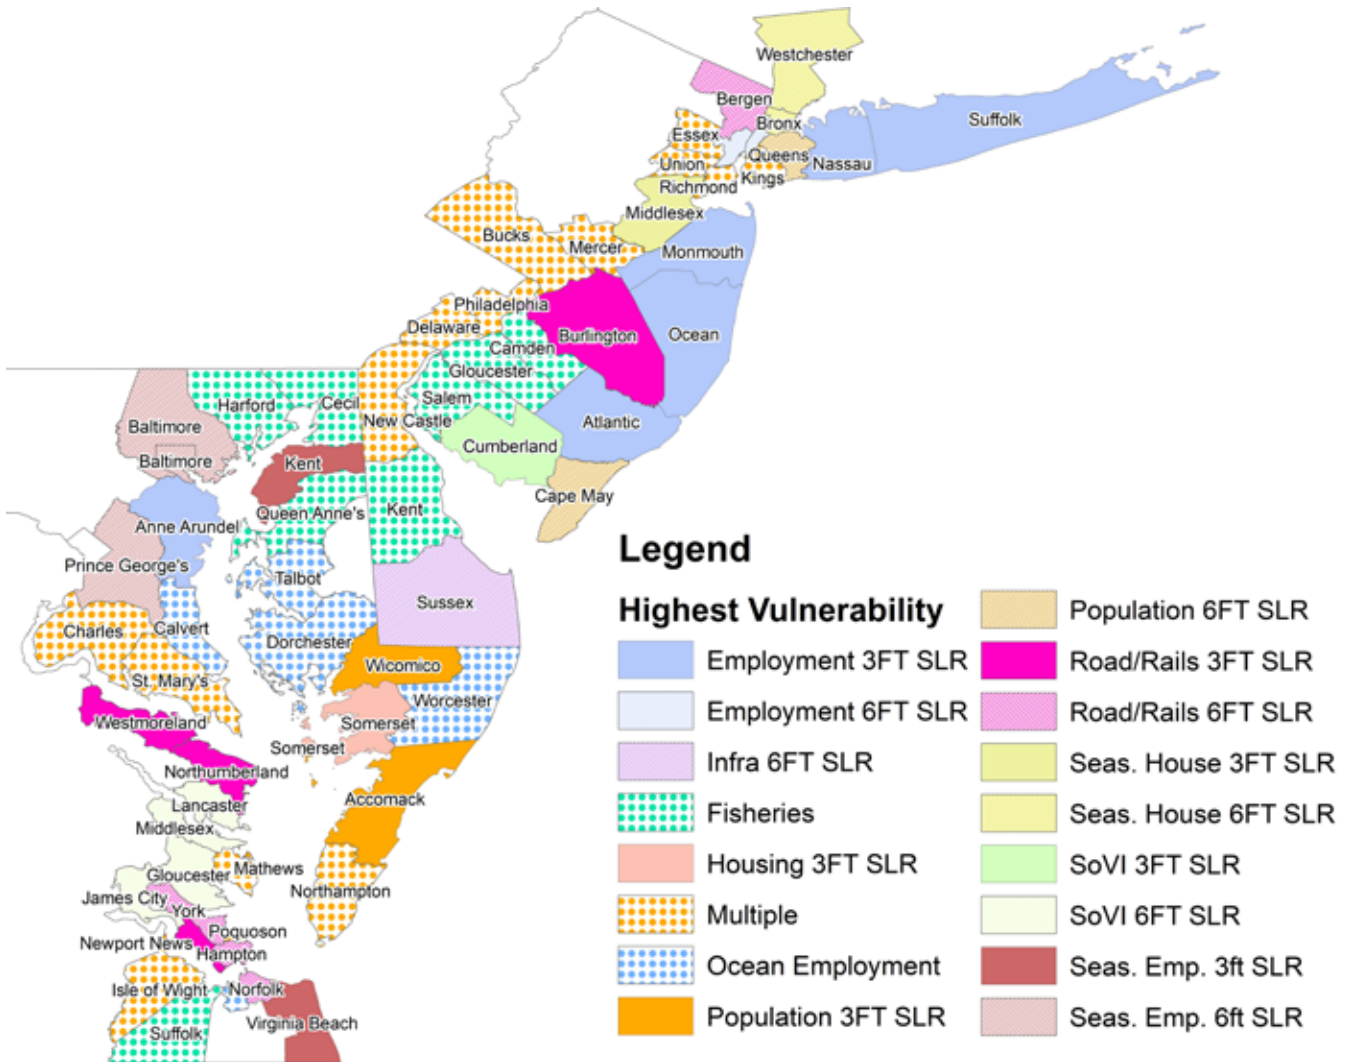 Westchester
Bergen
Suffolk
Bronx
Essex
Queens
Nassau
Union
Kings
Richmond
Middlesex
Bucks
Mercer
Monmouth
Philadelphia
Delaware
Burlington
Ocean
Camden
Gloucester
Salem
Harford
Cecil
New Castle
Atlantic
Baltimore
Cumberland
Baltimore
Kent
Cape May
Queen Anne's
Kent
Anne Arundel
Prince George's
Talbot
Sussex
Charles
Calvert
Dorchester
Wicomico
St. Mary's
Worcester
Westmoreland
Somerset
Somerset
Northumberland
Accomack
Lancaster
Middlesex
Mathews
Gloucester
Northampton
James City
York
Poquoson
Newport News
Hampton
Isle of Wight
Norfolk
Virginia Beach
Suffolk
Legend
Highest Vulnerability
Employment 3FT SLR
Employment 6FT SLR
Infra 6FT SLR
Fisheries
Housing 3FT SLR
Multiple
Ocean Employment
Population 3FT SLR
Population 6FT SLR
Road/Rails 3FT SLR
Road/Rails 6FT SLR
Seas. House 3FT SLR
Seas. House 6FT SLR
SoVI 3FT SLR
SoVI 6FT SLR
Seas. Emp. 3ft SLR
Seas. Emp. 6ft SLR